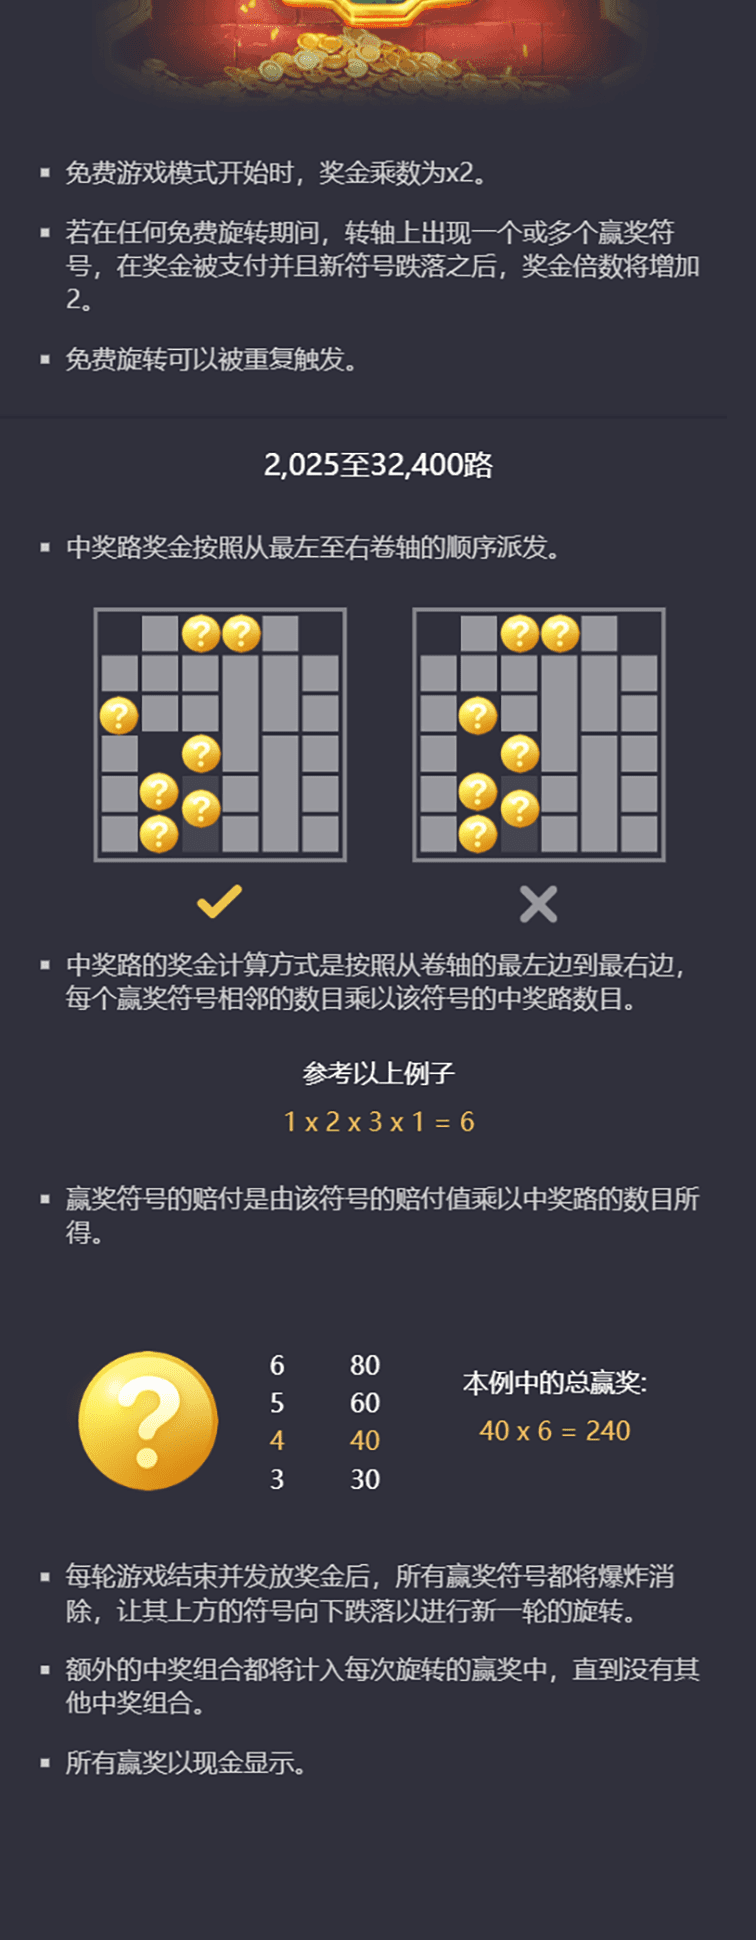 免费游戏模式开始时，奖金乘数为x2。
若在任何免费旋转期间，转轴上出现一个或多个赢奖符
号，在奖金被支付并且新符号跌落之后，奖金倍数将增加
2。
免费旋转可以被重复触发。
2,025至32,400路
中奖路奖金按照从最左至右卷轴的顺序派发。
? ?
?
?
?
?
?
? ?
?
?
?
?
?
中奖路的奖金计算方式是按照从卷轴的最左边到最右边，
每个赢奖符号相邻的数目乘以该符号的中奖路数目。
参考以上例子
1 x 2 x 3 x 1 = 6
赢奖符号的赔付是由该符号的赔付值乘以中奖路的数目所
得。
?
6 80
5 60
4 40
3 30
本例中的总赢奖:
40 x 6 = 240
每轮游戏结束并发放奖金后，所有赢奖符号都将爆炸消
除，让其上方的符号向下跌落以进行新一轮的旋转。
额外的中奖组合都将计入每次旋转的赢奖中，直到没有其
他中奖组合。
所有赢奖以现金显示。